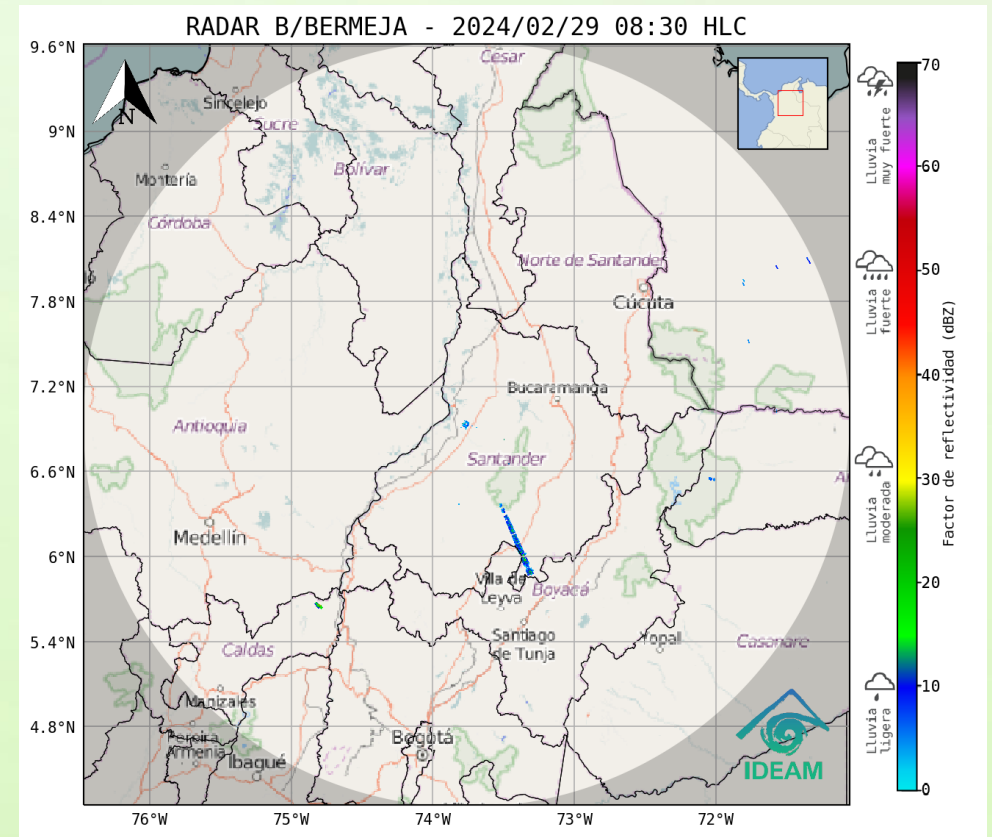 RADAR B/BERMEJA - 2024/02/29 08:30 HLC
9.6°N
9°N
8.4°N
7.8°N
7.2°N
6.6°N
6°N
5.4°N
4.8°N
76°W
75°W
74°W
73°W
72°W
N
Cesar
Sincelejo
Sucre
Bolívar
Montería
Córdoba
Norte de Santander
Cúcuta
Bucaramanga
Antioquia
Santander
Medellín
Villa de
Leyva
Boyacá
Santiago
de Tunja
Yopal
Casanare
Caldas
Manizales
Pereira
Armenia
Ibagué
Bogotá
IDEAM
70
60
50
40
30
20
10
0
Lluvia
muy fuerte
Lluvia
fuerte
Lluvia
moderada
Lluvia
ligera
Factor de reflectividad (dBZ)